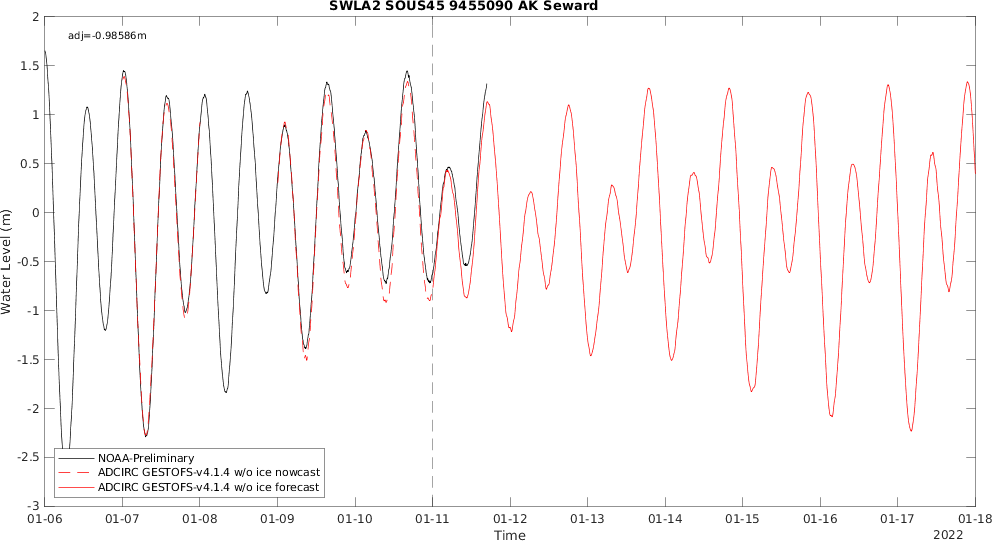 SWLA2 SOUS45 9455090 AK Seward
adj=-0.98586m
2
1.5
1
0.5
0
-0.5
-1
-1.5
-2
-2.5
-3
Water Level (m)
NOAA-Preliminary
ADCIRC GESTOFS-v4.1.4 w/o ice nowcast
ADCIRC GESTOFS-v4.1.4 w/o ice forecast
01-06 01-07 01-08 01-09 01-10 01-11 01-12 01-13 01-14 01-15 01-16 01-17 01-18
Time
2022